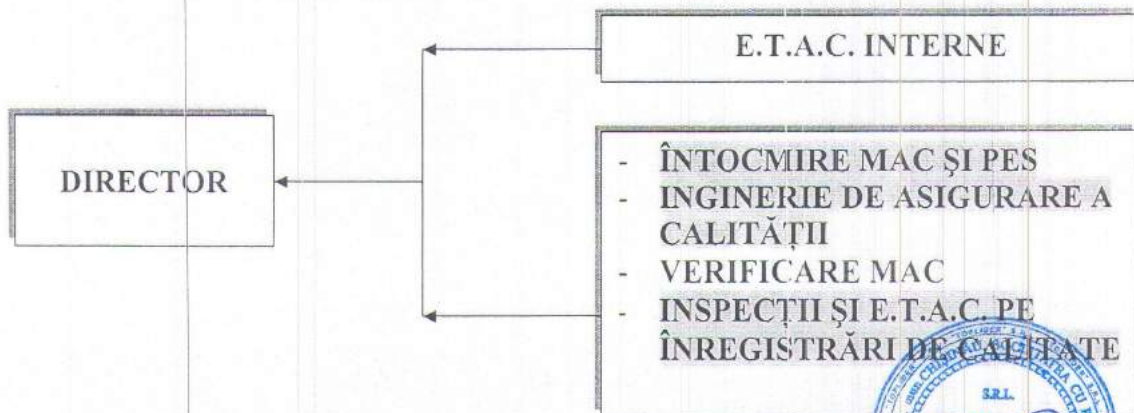 E.T.A.C. INTERNE
DIRECTOR
- ÎNTOCMIRE MAC ŞI PES
- INGINERIE DE ASIGURARE A
CALITĂŢII
- VERIFICARE MAC
- INSPECŢII ŞI E.T.A.C. PE
ÎNREGISTRĂRI DE CALITATE
S.R.L.